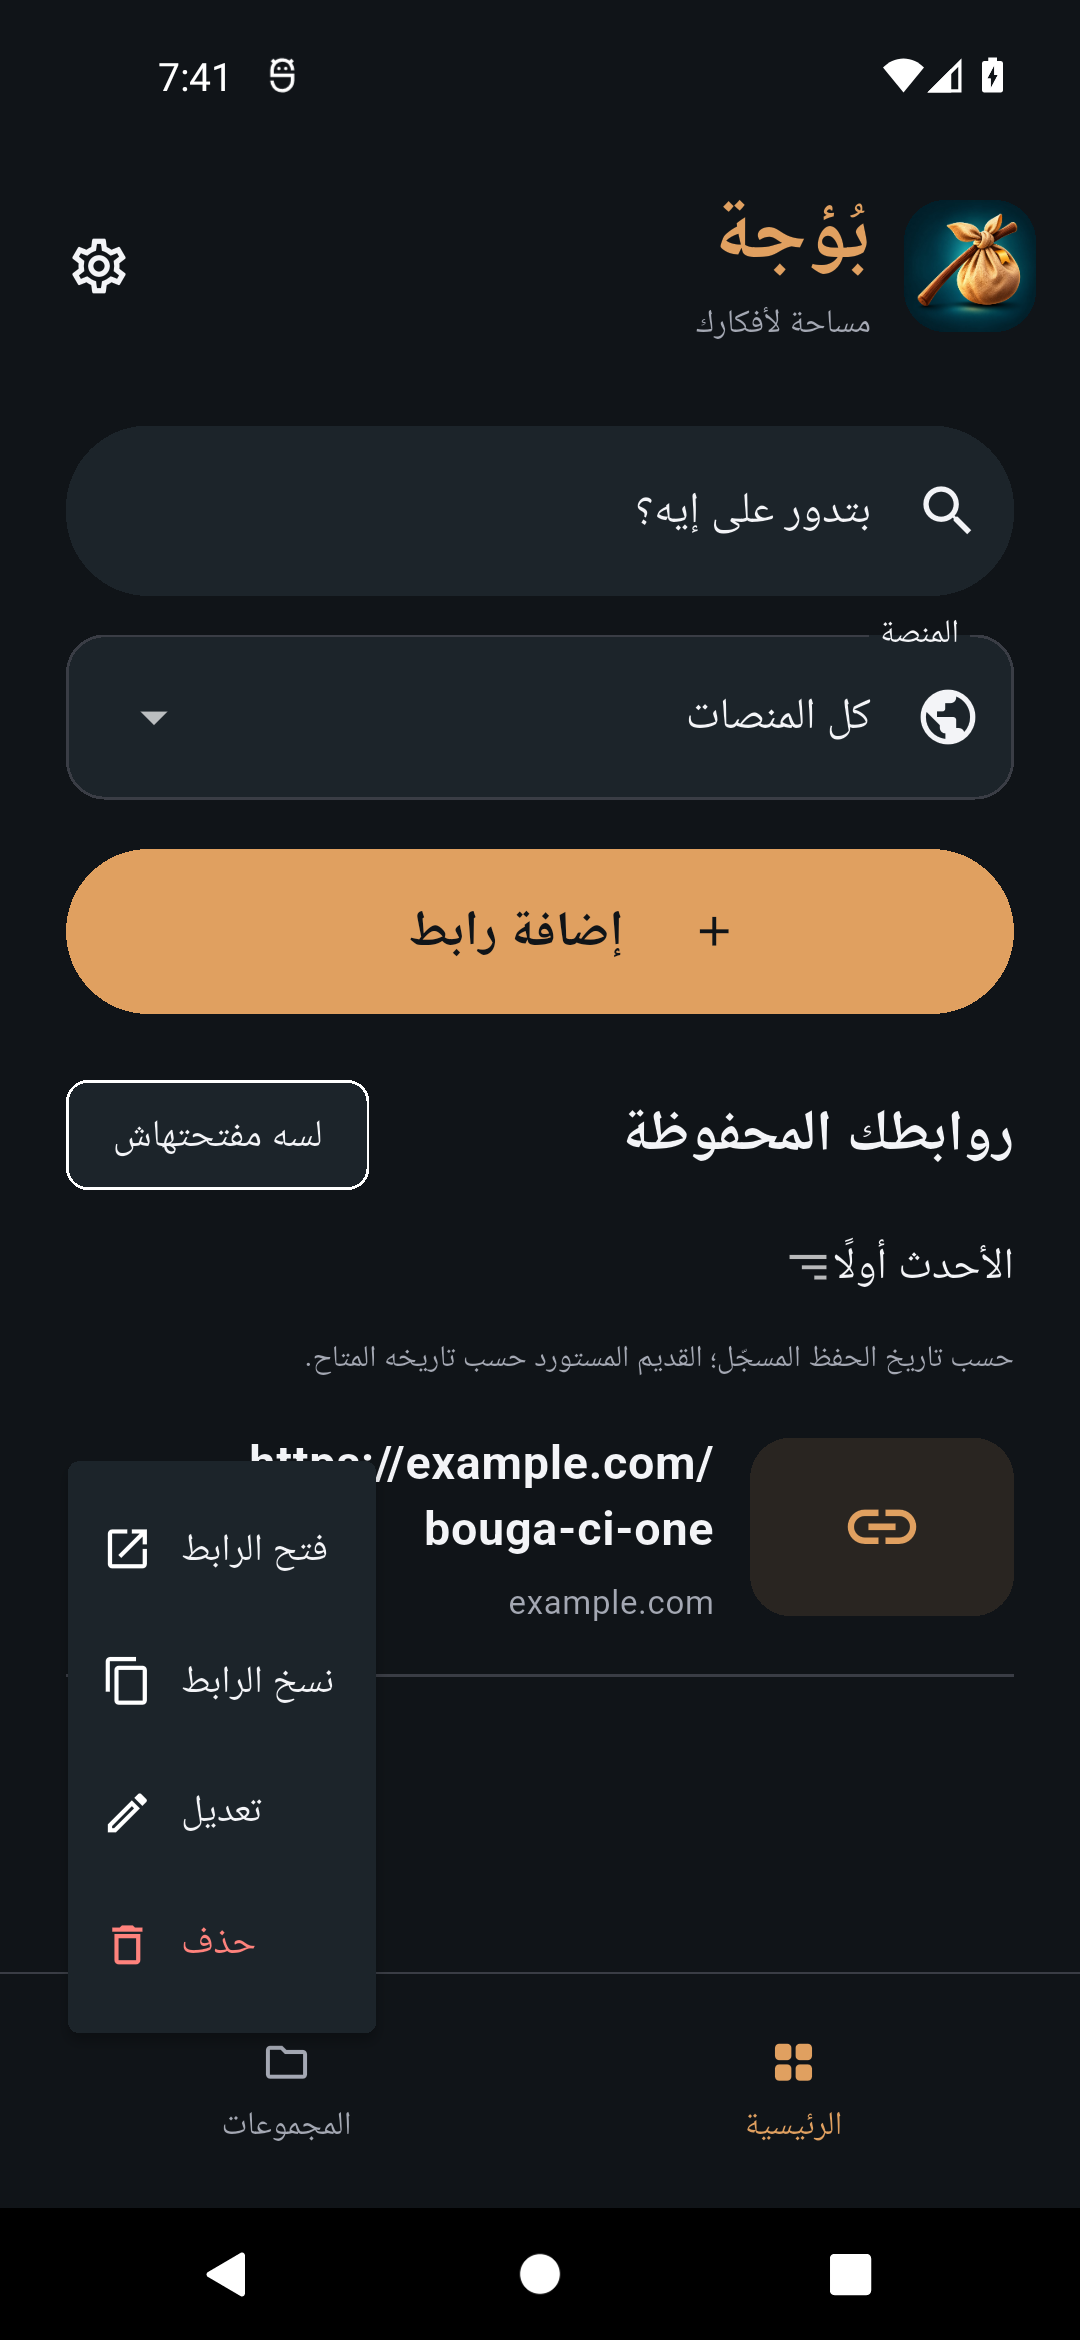 7:41
بُؤجة
مساحة لأفكارك
بتدور على إيه؟
المنصة
كل المنصات
+ إضافة رابط
روابطك المحفوظة
لسه مفتحتهاش
الأحدث أولًا
حسب تاريخ الحفظ المسجّل؛ القديم المستورد حسب تاريخه المتاح.
https://example.com/
bouga-ci-one
example.com
فتح الرابط
نسخ الرابط
تعديل
حذف
الرئيسية
المجموعات